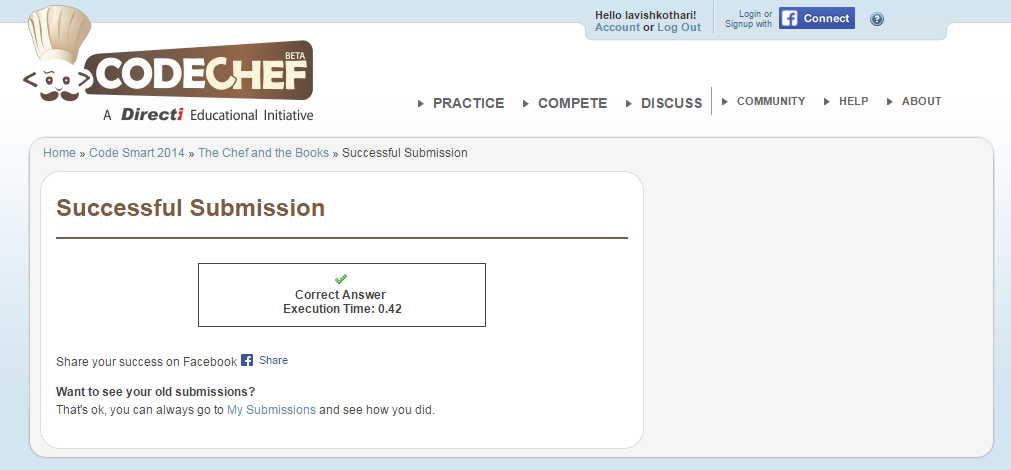 Hello lavishkothari!
Account or Log Out
Login or
Signup with
Connect
?
CODECHEF
BETA
A Directi Educational Initiative
PRACTICE
COMPETE
DISCUSS
COMMUNITY
HELP
ABOUT
Home » Code Smart 2014 » The Chef and the Books » Successful Submission
Successful Submission
Correct Answer
Execution Time: 0.42
Share your success on Facebook Share
Want to see your old submissions?
That's ok, you can always go to My Submissions and see how you did.